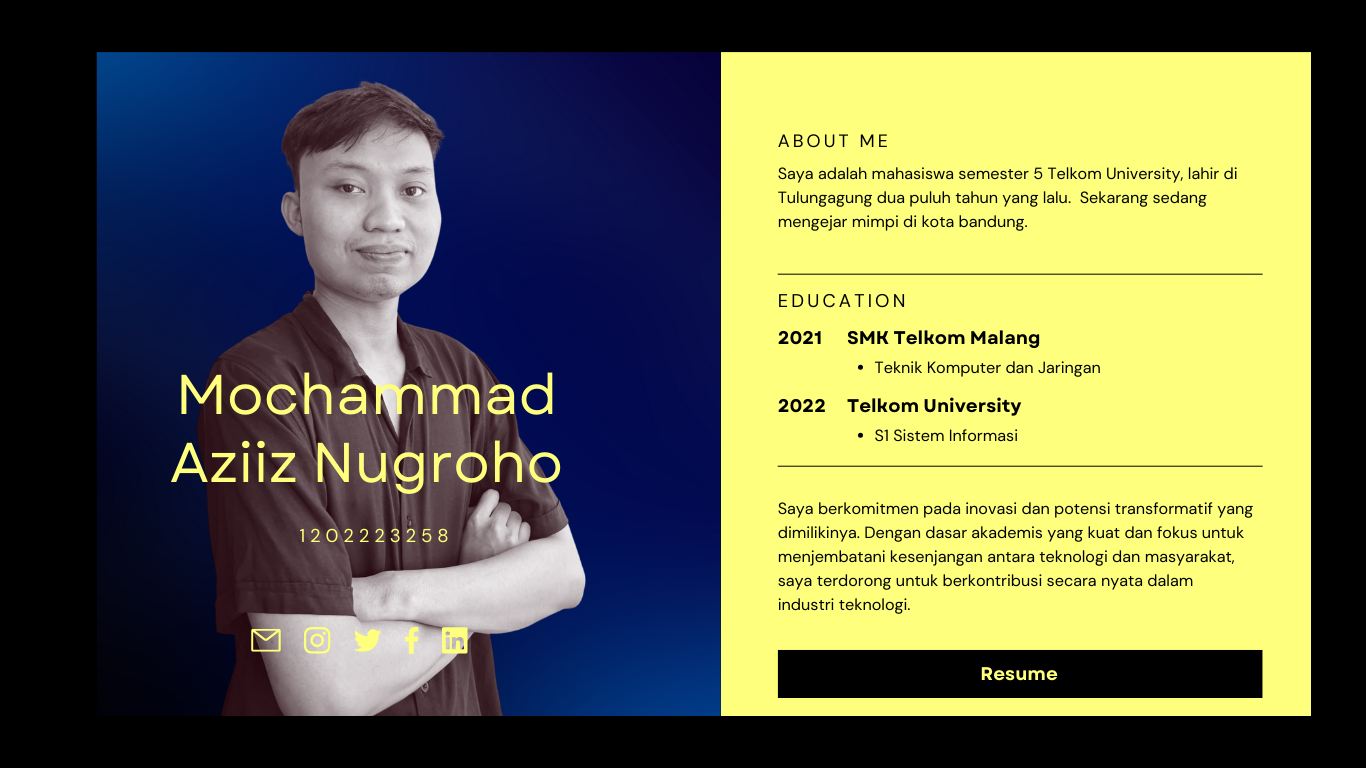 Mochammad
Aziiz Nugroho
1202223258
in
ABOUT ME
Saya adalah mahasiswa semester 5 Telkom University, lahir di
Tulungagung dua puluh tahun yang lalu.  Sekarang sedang
mengejar mimpi di kota bandung.
EDUCATION
2021 SMK Telkom Malang
• Teknik Komputer dan Jaringan
2022 Telkom University
• S1 Sistem Informasi
Saya berkomitmen pada inovasi dan potensi transformatif yang
dimilikinya. Dengan dasar akademis yang kuat dan fokus untuk
menjembatani kesenjangan antara teknologi dan masyarakat,
saya terdorong untuk berkontribusi secara nyata dalam
industri teknologi.
Resume